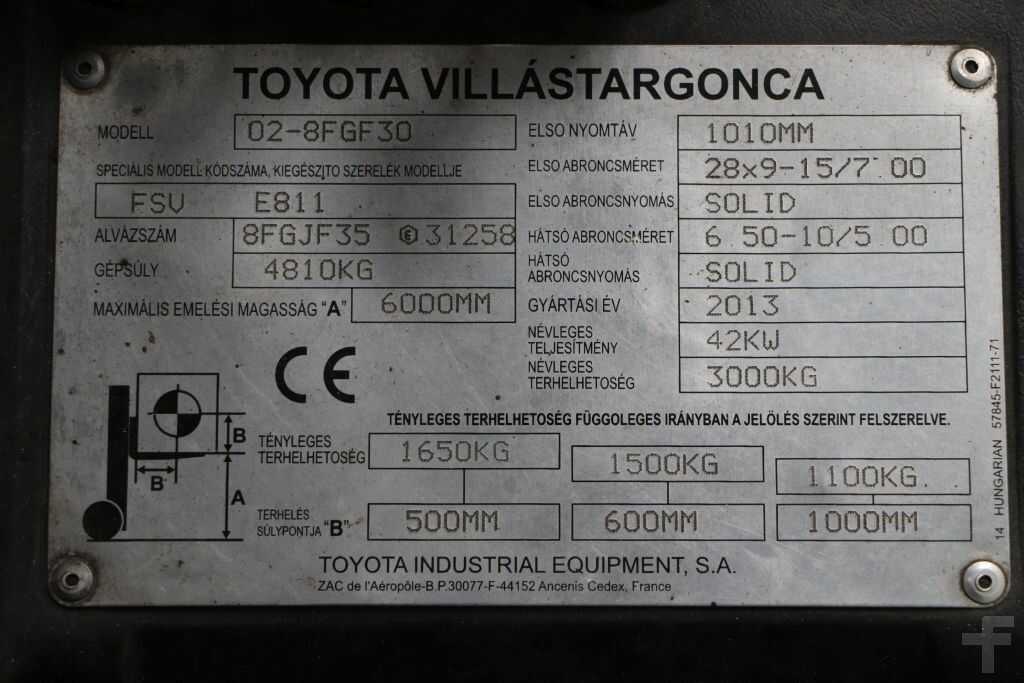 TOYOTA VILLÁSTARGONCA
MODELL 02-8FGF30
SPECIÁLIS MODELL KÓDSZÁMA, KIEGÉSZITO SZERELÉK MODELLJE
FSV E811
ALVÁZSZÁM 8FGJF35 E 31258
GÉPSÚLY 4810KG
MAXIMÁLIS EMELÉSI MAGASSÁG "A" 6000MM
ELSO NYOMTÁV 1010MM
ELSO ABRONCSMÉRET 28x9-15/7.00
ELSO ABRONCSNYOMÁS SOLID
HÁTSÓ ABRONCSMÉRET 6.50-10/5.00
HÁTSÓ
ABRONCSNYOMÁS SOLID
GYÁRTÁSI ÉV 2013
NÉVLEGES
TELJESÍTMÉNY 42KW
NÉVLEGES
TERHELHETOSÉG 3000KG
CE
TÉNYLEGES TERHELHETOSÉG FÜGGOLEGES IRÁNYBAN A JELÖLÉS SZERINT FELSZERELVE.
B
B
A
TÉNYLEGES
TERHELHETOSÉG 1650KG 1500KG 1100KG.
TERHELÉS
SÚLYPONTJA "B" 500MM 600MM 1000MM
TOYOTA INDUSTRIAL EQUIPMENT, S.A.
ZAC de l'Aéropôle-B.P.30077-F-44152 Ancenis Cedex, France
14 HUNGARIAN 57845-F2111-71